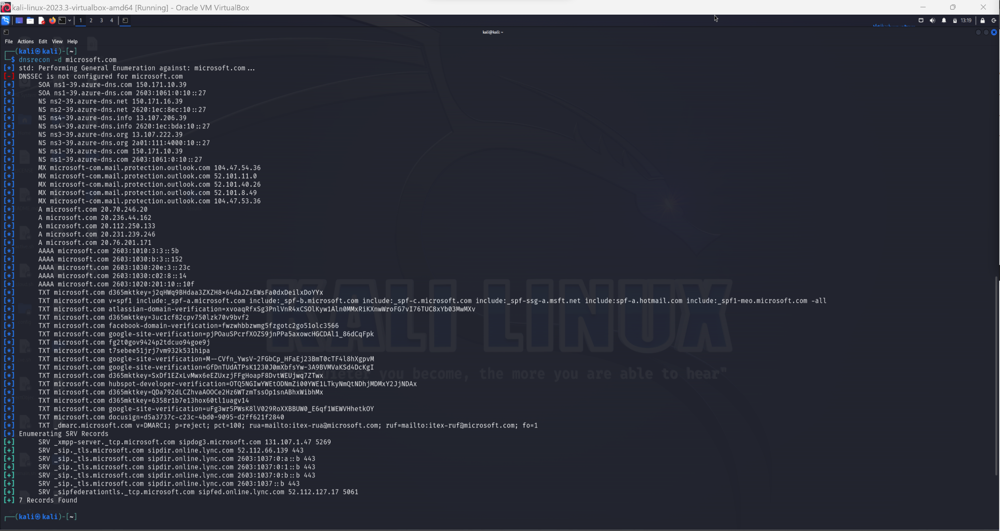 kali-linux-2023.3-virtualbox-amd64 [Running] - Oracle VM VirtualBox
1 2 3 4
13:19
kali@kali: ~
File Actions Edit View Help
(kali㉿kali)-[~]
$ dnsrecon -d microsoft.com
[*] std: Performing General Enumeration against: microsoft.com...
[-] DNSSEC is not configured for microsoft.com
[*] SOA ns1-39.azure-dns.com 150.171.10.39
[*] SOA ns1-39.azure-dns.com 2603:1061:0:10::27
[*] NS ns2-39.azure-dns.net 150.171.16.39
[*] NS ns2-39.azure-dns.net 2620:1ec:8ec:10::27
[*] NS ns4-39.azure-dns.info 13.107.206.39
[*] NS ns4-39.azure-dns.info 2620:1ec:bda:10::27
[*] NS ns3-39.azure-dns.org 13.107.222.39
[*] NS ns3-39.azure-dns.org 2a01:111:4000:10::27
[*] NS ns1-39.azure-dns.com 150.171.10.39
[*] NS ns1-39.azure-dns.com 2603:1061:0:10::27
[*] MX microsoft-com.mail.protection.outlook.com 104.47.54.36
[*] MX microsoft-com.mail.protection.outlook.com 52.101.11.0
[*] MX microsoft-com.mail.protection.outlook.com 52.101.40.26
[*] MX microsoft-com.mail.protection.outlook.com 52.101.8.49
[*] MX microsoft-com.mail.protection.outlook.com 104.47.53.36
[*] A microsoft.com 20.70.246.20
[*] A microsoft.com 20.236.44.162
[*] A microsoft.com 20.112.250.133
[*] A microsoft.com 20.231.239.246
[*] A microsoft.com 20.76.201.171
[*] AAAA microsoft.com 2603:1010:3:3::5b
[*] AAAA microsoft.com 2603:1030:b:3::152
[*] AAAA microsoft.com 2603:1030:20e:3::23c
[*] AAAA microsoft.com 2603:1030:c02:8::14
[*] AAAA microsoft.com 2603:1020:201:10::10f
[*] TXT microsoft.com d365mktkey=j2qHWq9BHdaa3ZXZH8×64daJZxEWsFa0dxDeilxDoYYx
[*] TXT microsoft.com v=spf1 include:_spf-a.microsoft.com include:_spf-b.microsoft.com include:_spf-c.microsoft.com include:_spf-ssg-a.msft.net include:spf-a.hotmail.com include:_spf1-meo.microsoft.com -all
[*] TXT microsoft.com atlassian-domain-verification=xvoaqRfxSg3PnlVnR4xCSOlKyw1Aln0MMxRiKXnwWroFG7vI76TUC8xYb03MwMXv
[*] TXT microsoft.com d365mktkey=3uc1cf82cpv750lzk70v9bvf2
[*] TXT microsoft.com facebook-domain-verification=fwzwhbbzwmg5fzgotc2go51olc3566
[*] TXT microsoft.com google-site-verification=pjPOauSPcrfXOZS9jnPPa5axowcHGCDAl1_86dCqFpk
[*] TXT microsoft.com fg2t0gov9424p2tdcuo94goe9j
[*] TXT microsoft.com t7sebee51jrj7vm932k531hipa
[*] TXT microsoft.com google-site-verification=M--CVfn_YwsV-2FGbCp_HFaEj23BmT0cTF4l8hXgpvM
[*] TXT microsoft.com google-site-verification=GfDnTUdATPsK1230J0mXbfsYw-3A9BVMVaKSd4DcKgI
[*] TXT microsoft.com d365mktkey=SxDf1EZxLvMwx6eEZUxzjFFgHoapF8DvtWEUjwq7ZTwx
[*] TXT microsoft.com hubspot-developer-verification=OTQ5NGIwYWEtODNmZi00YWE1LTkyNmQtNDhjMDMxY2JjNDAx
[*] TXT microsoft.com d365mktkey=QDa792dLCZhvaAOOCe2Hz6WTzmTssOp1snABhxWibhMx
[*] TXT microsoft.com d365mktkey=6358r1b7e13hox60tl1uagv14
[*] TXT microsoft.com google-site-verification=uFg3wr5PWsK8lV029RoXXBBUW0_E6qf1WEWVHhetkOY
[*] TXT microsoft.com docusign=d5a3737c-c23c-4bd0-9095-d2ff621f2840
[*] TXT _dmarc.microsoft.com v=DMARC1; p=reject; pct=100; rua=mailto:itex-rua@microsoft.com; ruf=mailto:itex-ruf@microsoft.com; fo=1
[*] Enumerating SRV Records
[+] SRV _xmpp-server._tcp.microsoft.com sipdog3.microsoft.com 131.107.1.47 5269
[+] SRV _sip._tls.microsoft.com sipdir.online.lync.com 52.112.66.139 443
[+] SRV _sip._tls.microsoft.com sipdir.online.lync.com 2603:1037:0:a::b 443
[+] SRV _sip._tls.microsoft.com sipdir.online.lync.com 2603:1037:0:1::b 443
[+] SRV _sip._tls.microsoft.com sipdir.online.lync.com 2603:1037:0:b::b 443
[+] SRV _sip._tls.microsoft.com sipdir.online.lync.com 2603:1037::b 443
[+] SRV _sipfederationtls._tcp.microsoft.com sipfed.online.lync.com 52.112.127.17 5061
[+] 7 Records Found
(kali㉿kali)-[~]
KALI LINUX
you become, the more you are able to hear"